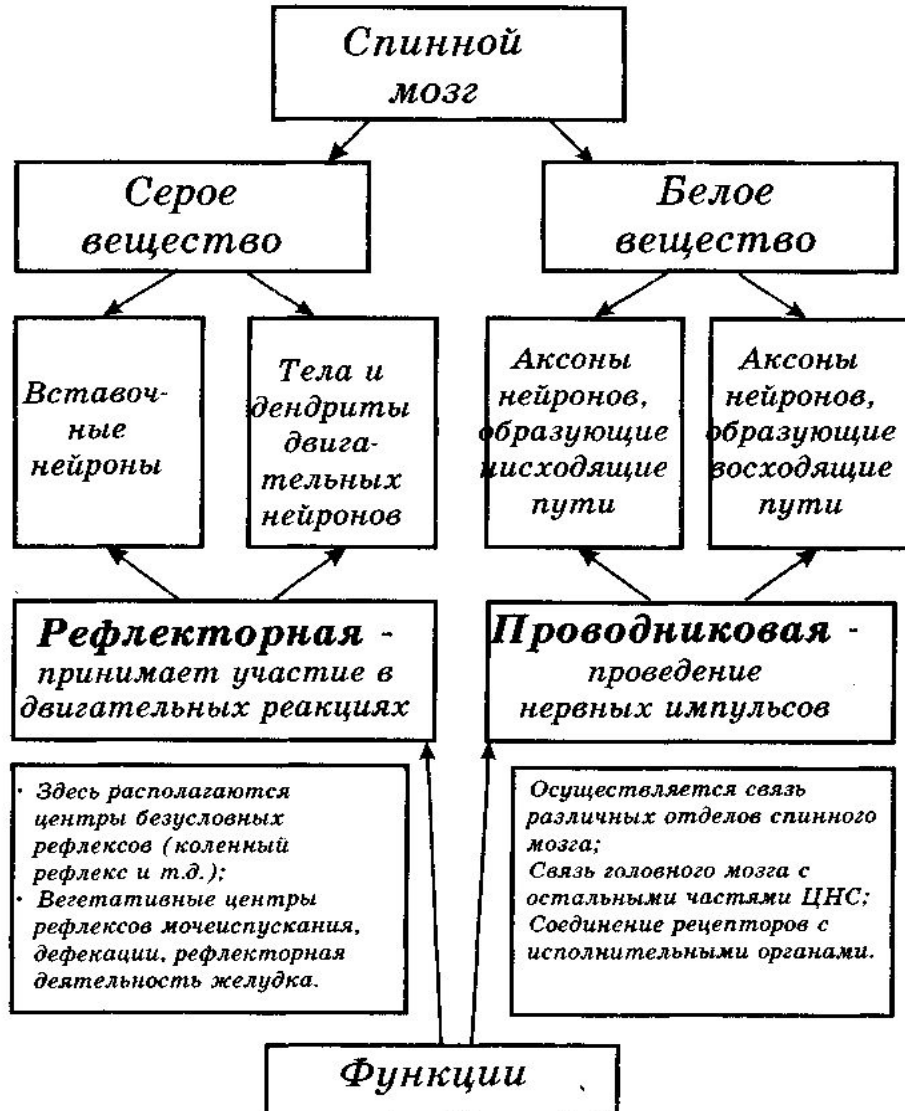 Спинной
мозг
Серое
вещество
Белое
вещество
Вставоч-
ные
нейроны
Тела и
дендриты
двига-
тельных
нейронов
Аксоны
нейронов,
образующие
нисходящие
пути
Аксоны
нейронов,
образующие
восходящие
пути
Рефлекторная -
принимает участие в
двигательных реакциях
Проводниковая -
проведение
нервных импульсов
· Здесь располагаются
центры безусловных
рефлексов (коленный
рефлекс и т.д.);
· Вегетативные центры
рефлексов мочеиспускания,
дефекации, рефлекторная
деятельность желудка.
Осуществляется связь
различных отделов спинного
мозга;
Связь головного мозга с
остальными частями ЦНС;
Соединение рецепторов с
исполнительными органами.
Функции